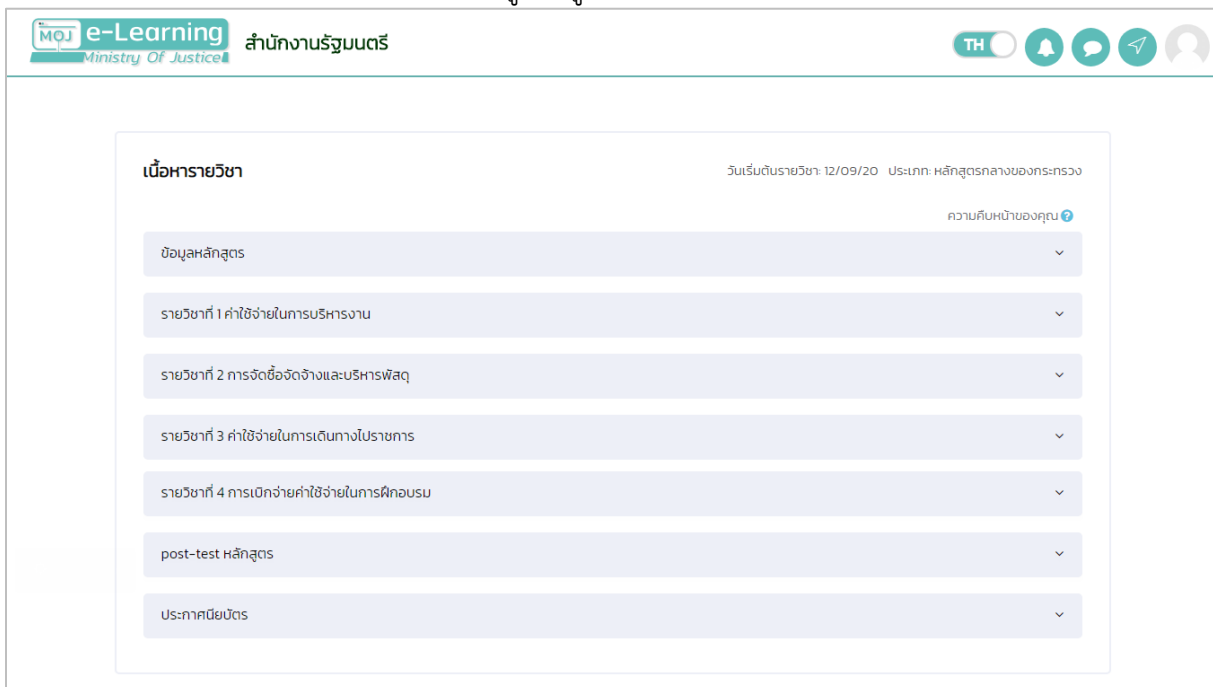 MOJ e-Learning
Ministry Of Justice
สำนักงานรัฐมนตรี
TH
เนื้อหารายวิชา
วันเริ่มต้นรายวิชา: 12/09/20 ประเภท: หลักสูตรกลางของกระทรวง
ความคืบหน้าของคุณ
ข้อมูลหลักสูตร
รายวิชาที่ 1 ค่าใช้จ่ายในการบริหารงาน
รายวิชาที่ 2 การจัดซื้อจัดจ้างและบริหารพัสดุ
รายวิชาที่ 3 ค่าใช้จ่ายในการเดินทางไปราชการ
รายวิชาที่ 4 การเบิกจ่ายค่าใช้จ่ายในการฝึกอบรม
post-test หลักสูตร
ประกาศนียบัตร